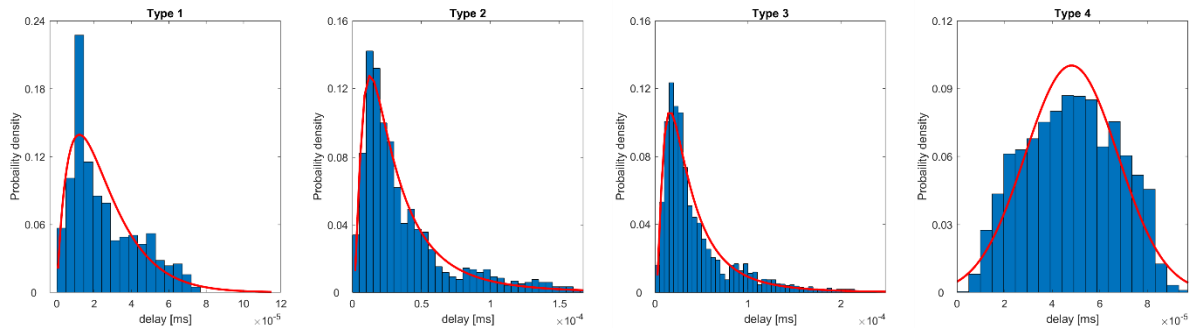 Type 1
0.24
0.18
0.12
0.06
0
Probaility density
0 2 4 6 8 10 12
delay [ms]
×10⁻⁵
Type 2
0.16
0.12
0.08
0.04
0
Probaility density
0 0.5 1 1.5
delay [ms]
×10⁻⁴
Type 3
0.16
0.12
0.08
0.04
0
Probaility density
0 1 2
delay [ms]
×10⁻⁴
Type 4
0.12
0.09
0.06
0.03
0
Probaility density
0 2 4 6 8
delay [ms]
×10⁻⁵